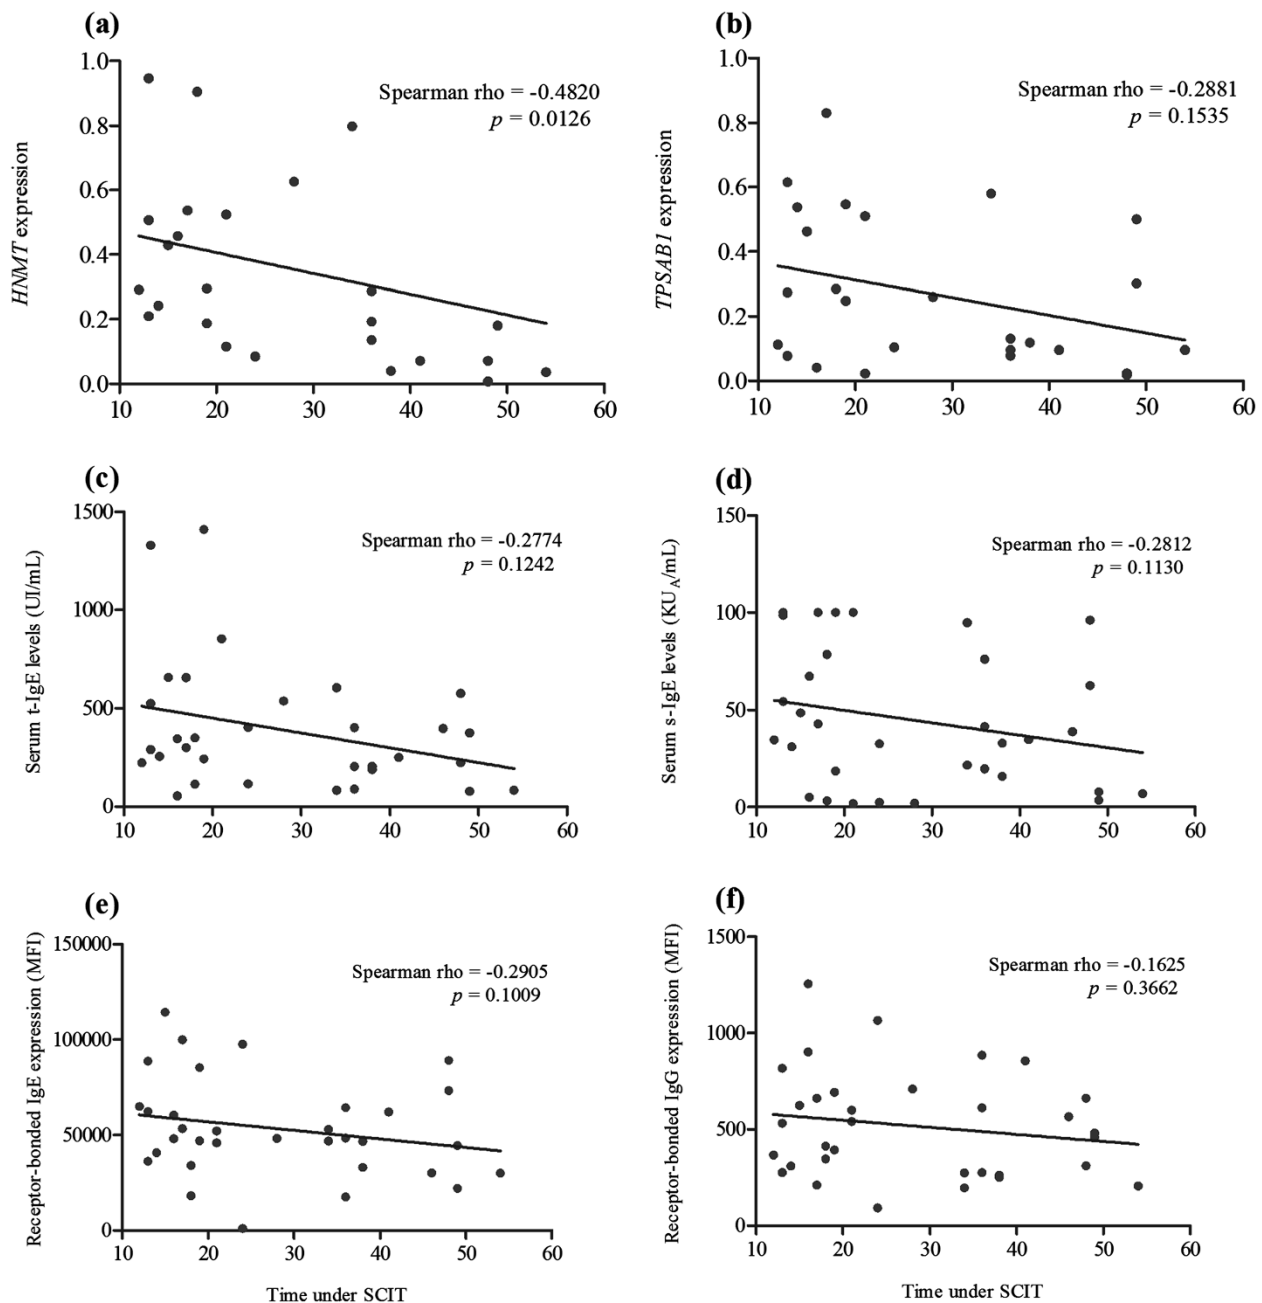 (a)
HNMT expression
Spearman rho = -0.4820
p = 0.0126
1.0
0.8
0.6
0.4
0.2
0.0
10 20 30 40 50 60
(b)
TPSAB1 expression
Spearman rho = -0.2881
p = 0.1535
1.0
0.8
0.6
0.4
0.2
0.0
10 20 30 40 50 60
(c)
Serum t-IgE levels (UI/mL)
Spearman rho = -0.2774
p = 0.1242
1500
1000
500
0
10 20 30 40 50 60
(d)
Serum s-IgE levels (KU_A/mL)
Spearman rho = -0.2812
p = 0.1130
150
100
50
0
10 20 30 40 50 60
(e)
Receptor-bonded IgE expression (MFI)
Spearman rho = -0.2905
p = 0.1009
150000
100000
50000
0
10 20 30 40 50 60
Time under SCIT
(f)
Receptor-bonded IgG expression (MFI)
Spearman rho = -0.1625
p = 0.3662
1500
1000
500
0
10 20 30 40 50 60
Time under SCIT